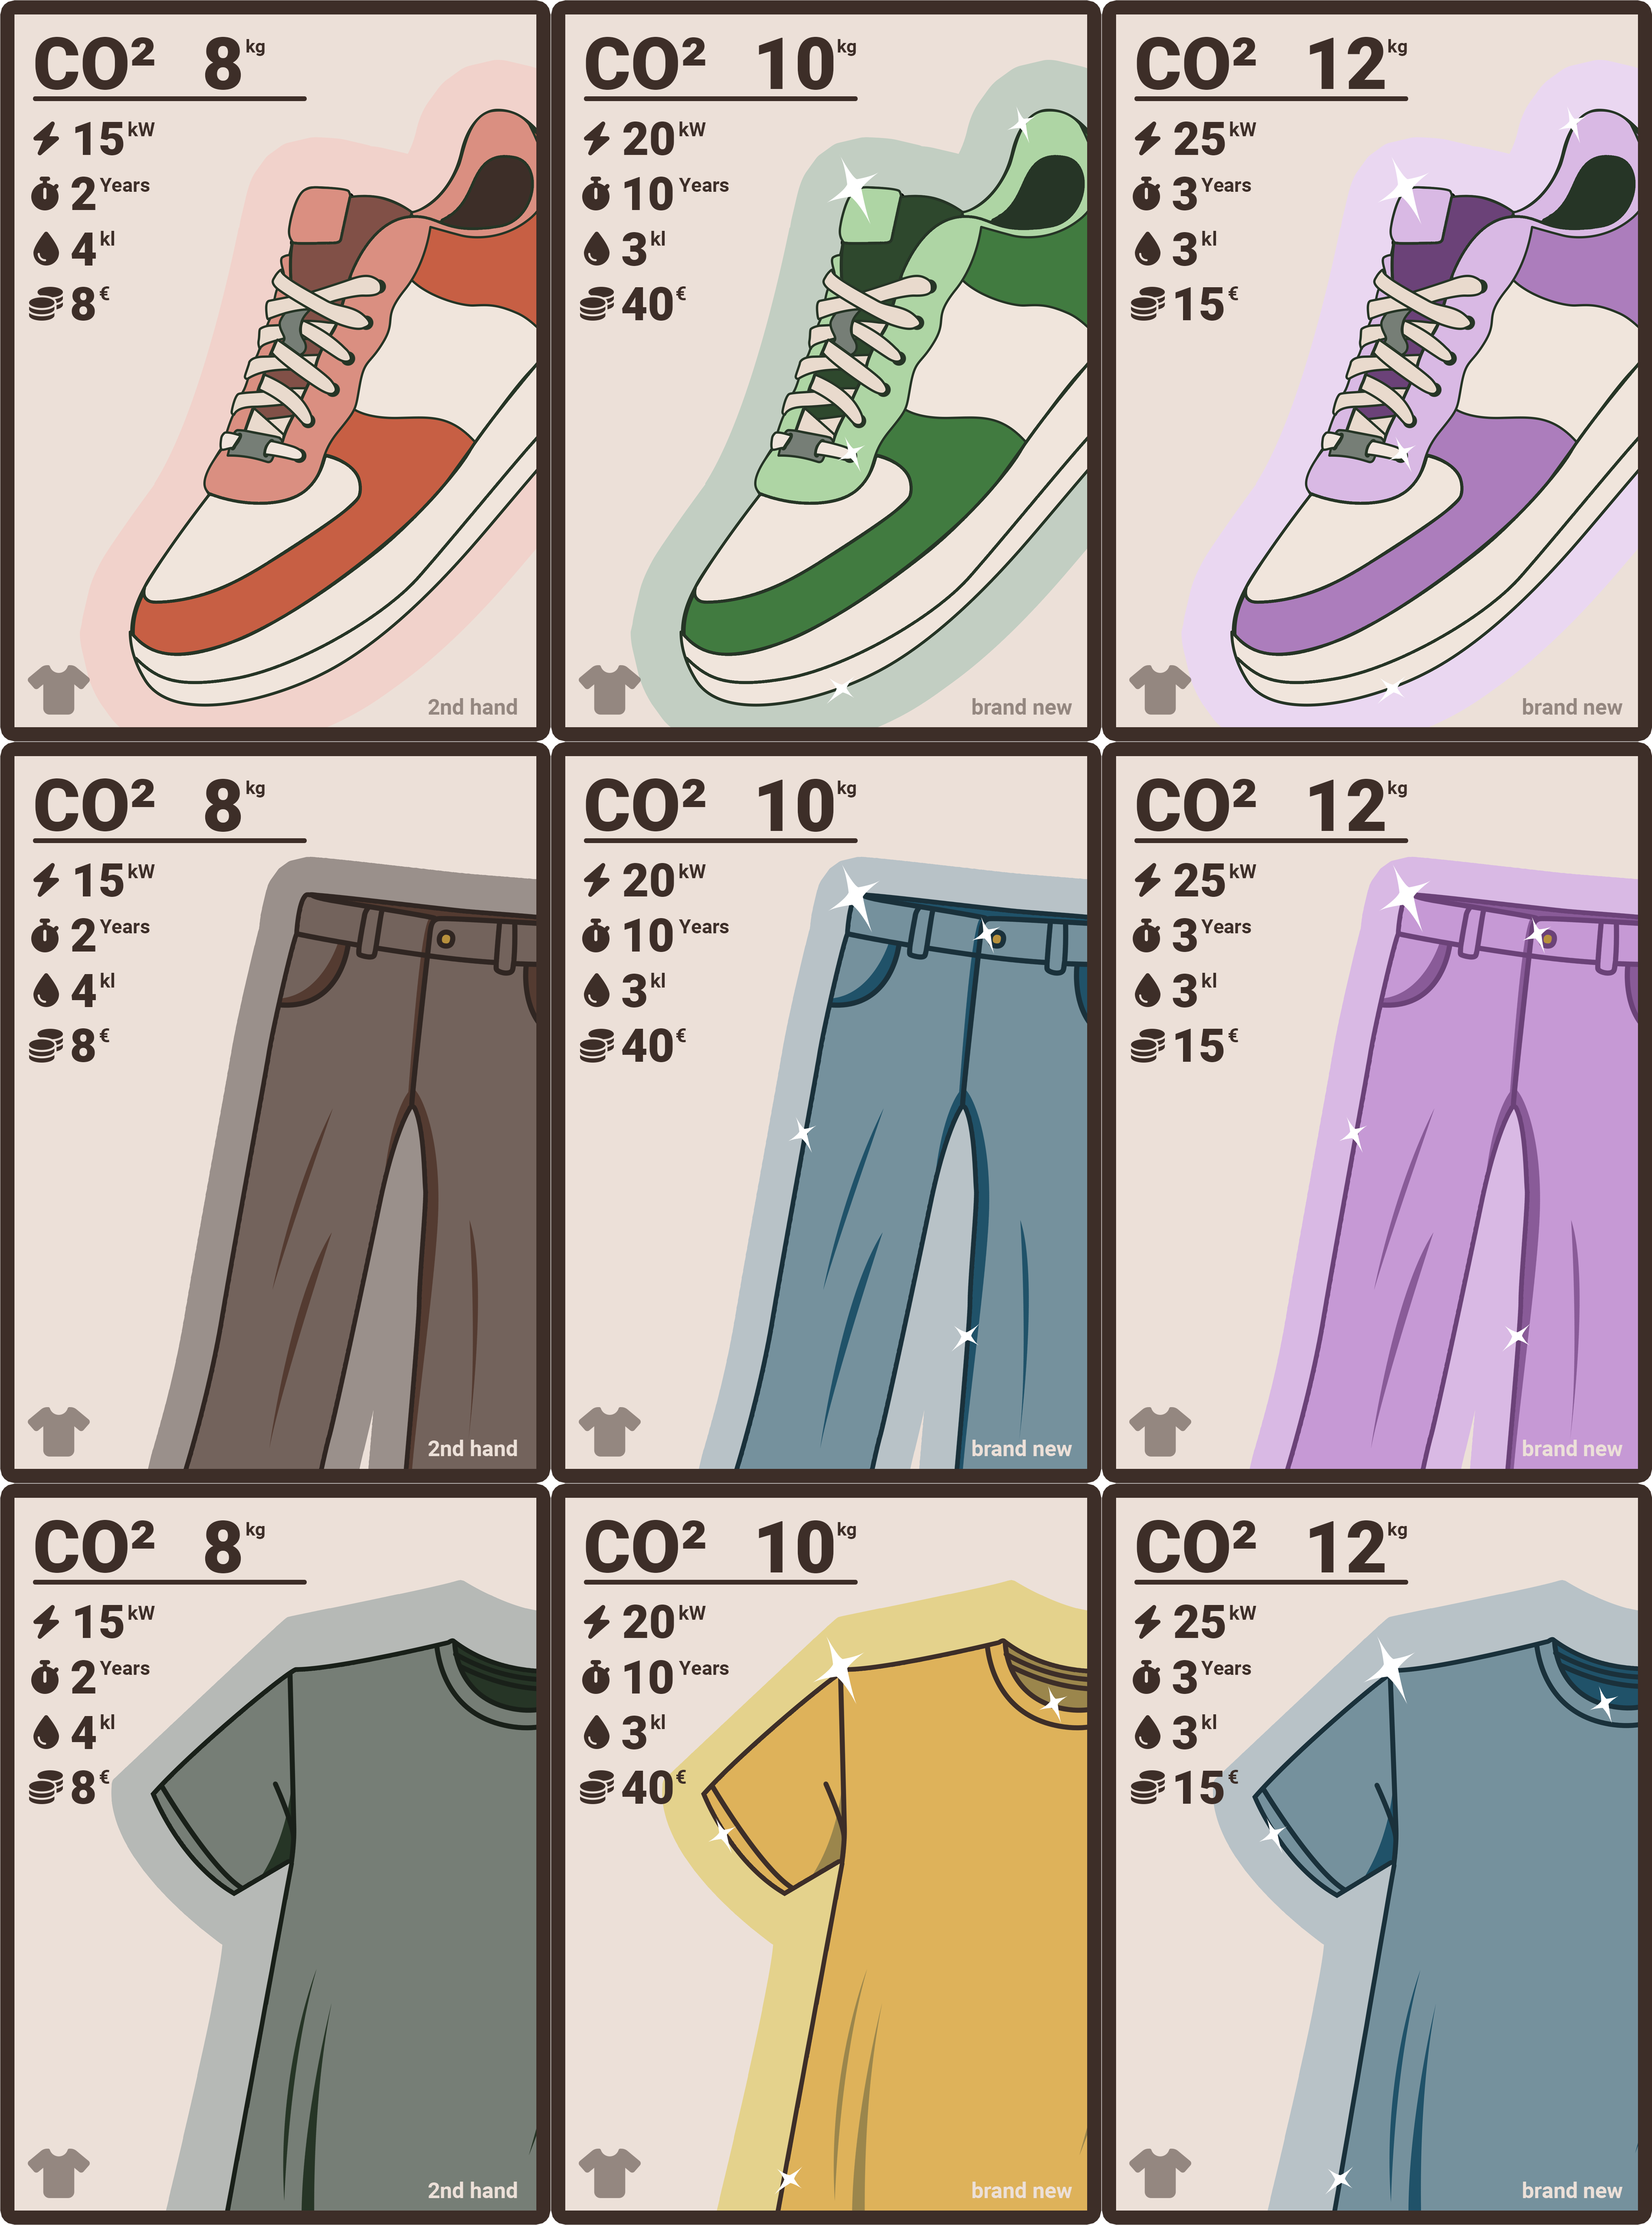 CO² 8 kg
15 kW
2 Years
4 kl
8 €
2nd hand
CO² 10 kg
20 kW
10 Years
3 kl
40 €
brand new
CO² 12 kg
25 kW
3 Years
3 kl
15 €
brand new
CO² 8 kg
15 kW
2 Years
4 kl
8 €
2nd hand
CO² 10 kg
20 kW
10 Years
3 kl
40 €
brand new
CO² 12 kg
25 kW
3 Years
3 kl
15 €
brand new
CO² 8 kg
15 kW
2 Years
4 kl
8 €
2nd hand
CO² 10 kg
20 kW
10 Years
3 kl
40 €
brand new
CO² 12 kg
25 kW
3 Years
3 kl
15 €
brand new